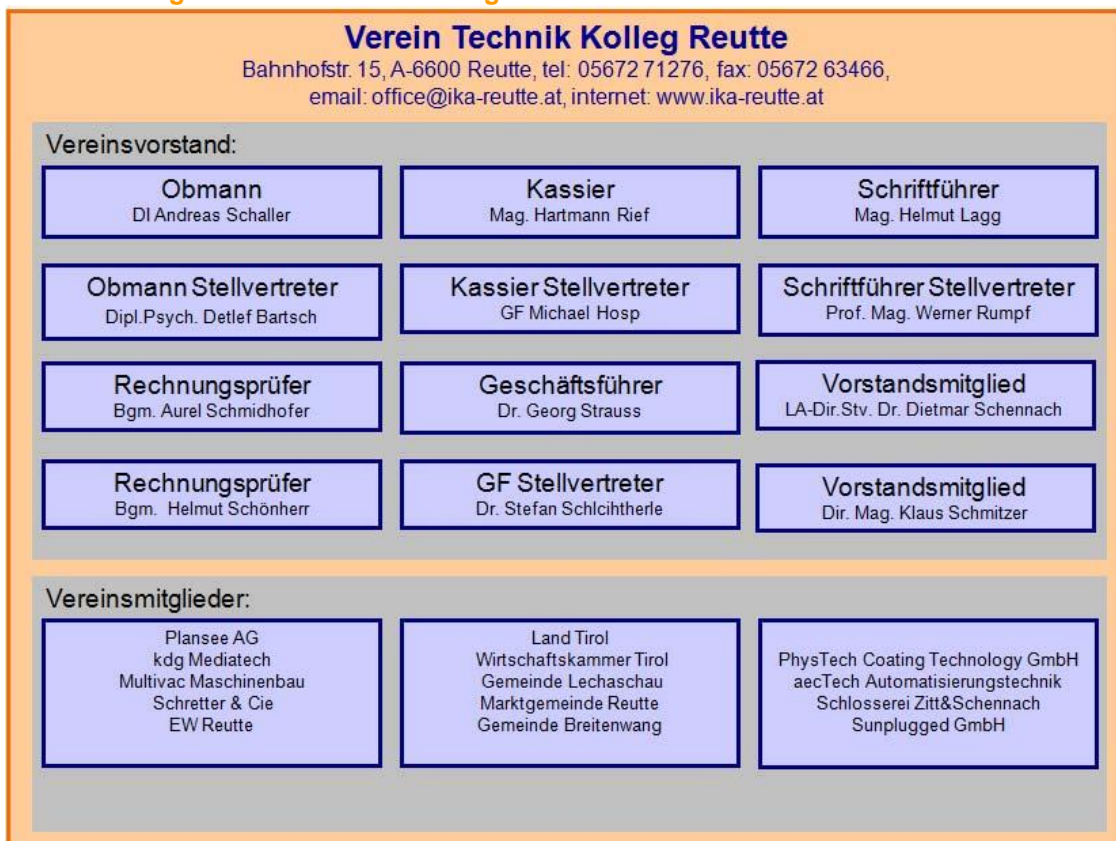 Verein Technik Kolleg Reutte
Bahnhofstr. 15, A-6600 Reutte, tel: 05672 71276, fax: 05672 63466,
email: office@ika-reutte.at, internet: www.ika-reutte.at
Vereinsvorstand:
Obmann
DI Andreas Schaller
Kassier
Mag. Hartmann Rief
Schriftführer
Mag. Helmut Lagg
Obmann Stellvertreter
Dipl.Psych. Detlef Bartsch
Kassier Stellvertreter
GF Michael Hosp
Schriftführer Stellvertreter
Prof. Mag. Werner Rumpf
Rechnungsprüfer
Bgm. Aurel Schmidhofer
Geschäftsführer
Dr. Georg Strauss
Vorstandsmitglied
LA-Dir.Stv. Dr. Dietmar Schennach
Rechnungsprüfer
Bgm. Helmut Schönherr
GF Stellvertreter
Dr. Stefan Schlcihtherle
Vorstandsmitglied
Dir. Mag. Klaus Schmitzer
Vereinsmitglieder:
Plansee AG
kdg Mediatech
Multivac Maschinenbau
Schretter & Cie
EW Reutte
Land Tirol
Wirtschaftskammer Tirol
Gemeinde Lechaschau
Marktgemeinde Reutte
Gemeinde Breitenwang
PhysTech Coating Technology GmbH
aecTech Automatisierungstechnik
Schlosserei Zitt&Schennach
Sunplugged GmbH